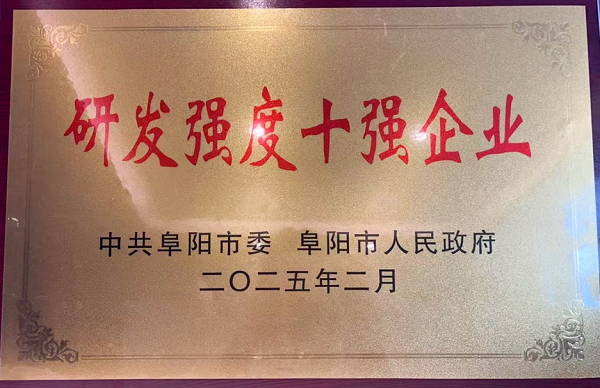 研发强度十强企业
中共阜阳市委 阜阳市人民政府
二〇二五年二月